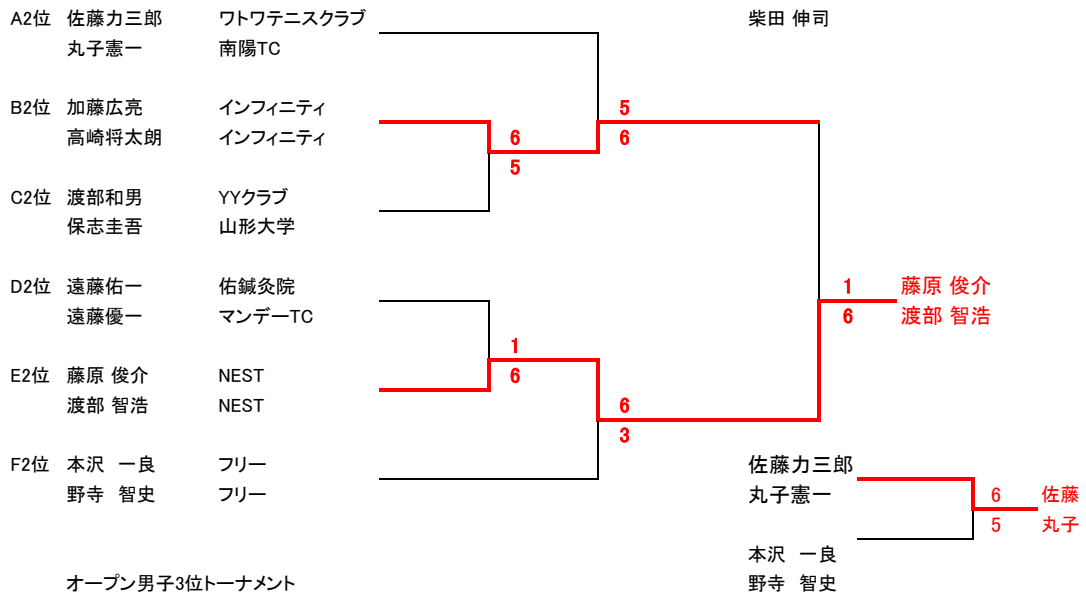 A2位 佐藤力三郎 ワトワテニスクラブ 柴田 伸司
丸子憲一 南陽TC
B2位 加藤広亮 インフィニティ 5
高崎将太朗 インフィニティ 6 6
5
C2位 渡部和男 YYクラブ
保志圭吾 山形大学
D2位 遠藤佑一 佑鍼灸院 1 藤原 俊介
遠藤優一 マンデーTC 6 渡部 智浩
1
E2位 藤原 俊介 NEST 6
渡部 智浩 NEST 6
3
F2位 本沢 一良 フリー 佐藤力三郎
野寺 智史 フリー 丸子憲一 6 佐藤
5 丸子
本沢 一良
オープン男子3位トーナメント 野寺 智史